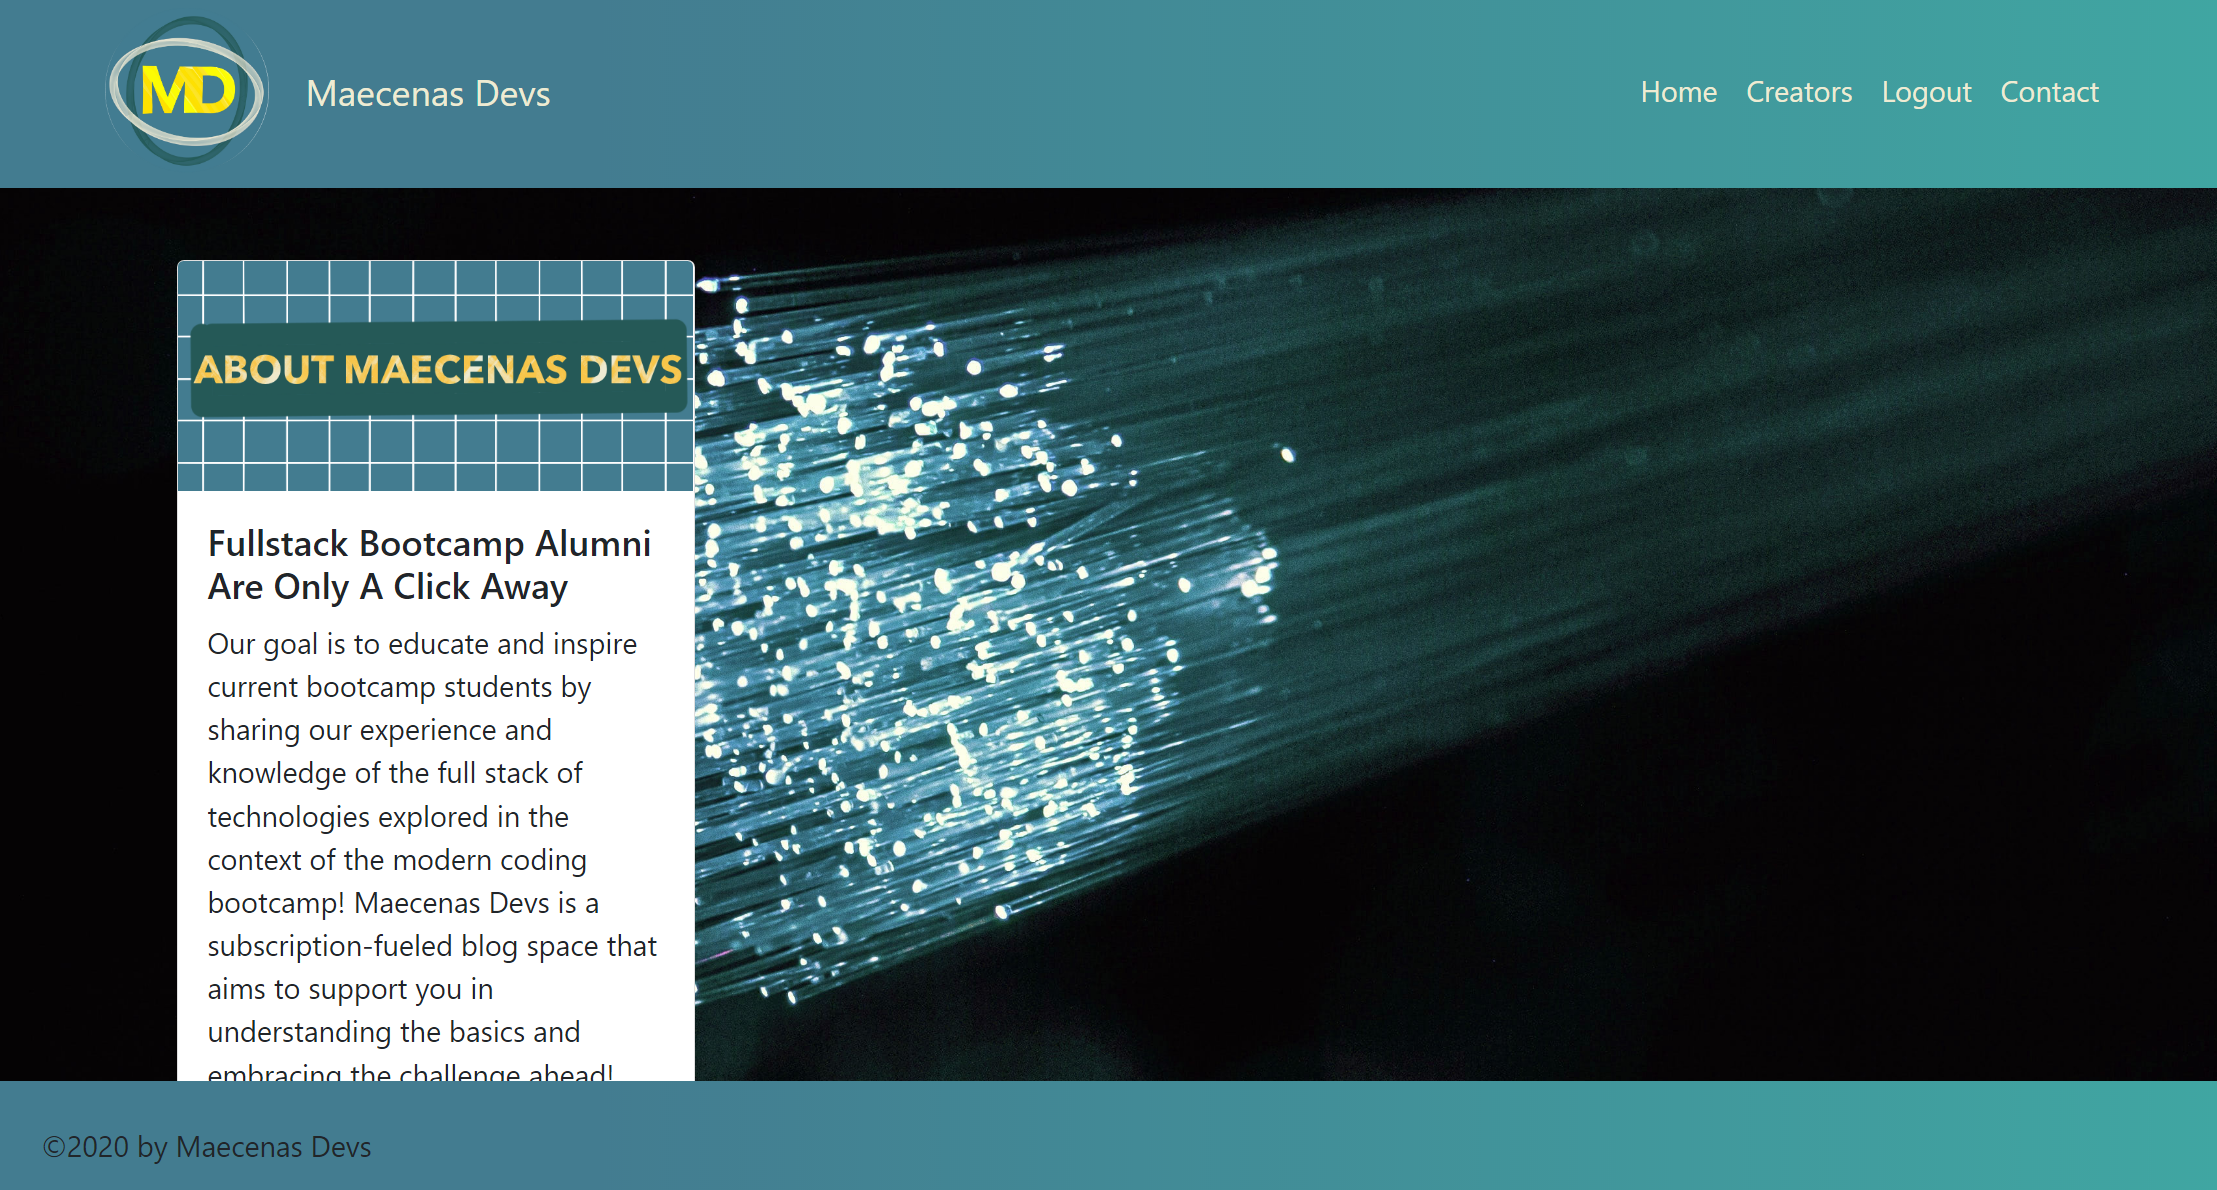 MD
Maecenas Devs
Home Creators Logout Contact
ABOUT MAECENAS DEVS
Fullstack Bootcamp Alumni
Are Only A Click Away
Our goal is to educate and inspire
current bootcamp students by
sharing our experience and
knowledge of the full stack of
technologies explored in the
context of the modern coding
bootcamp! Maecenas Devs is a
subscription-fueled blog space that
aims to support you in
understanding the basics and
embracing the challenge ahead!
©2020 by Maecenas Devs